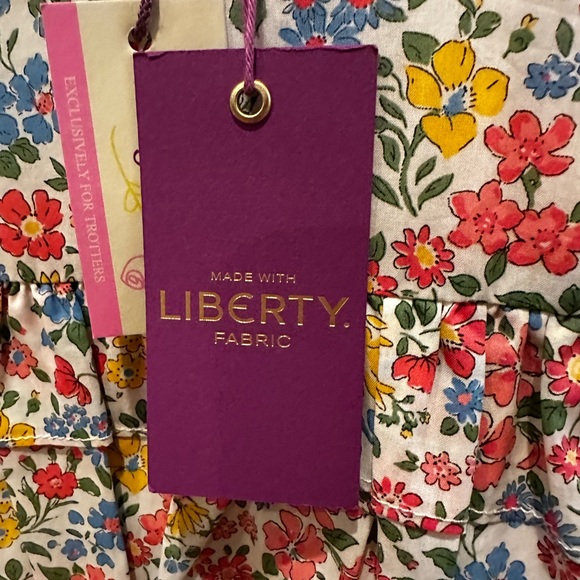 EXCLUSIVELY FOR TROTTERS
MADE WITH
LIBERTY.
FABRIC